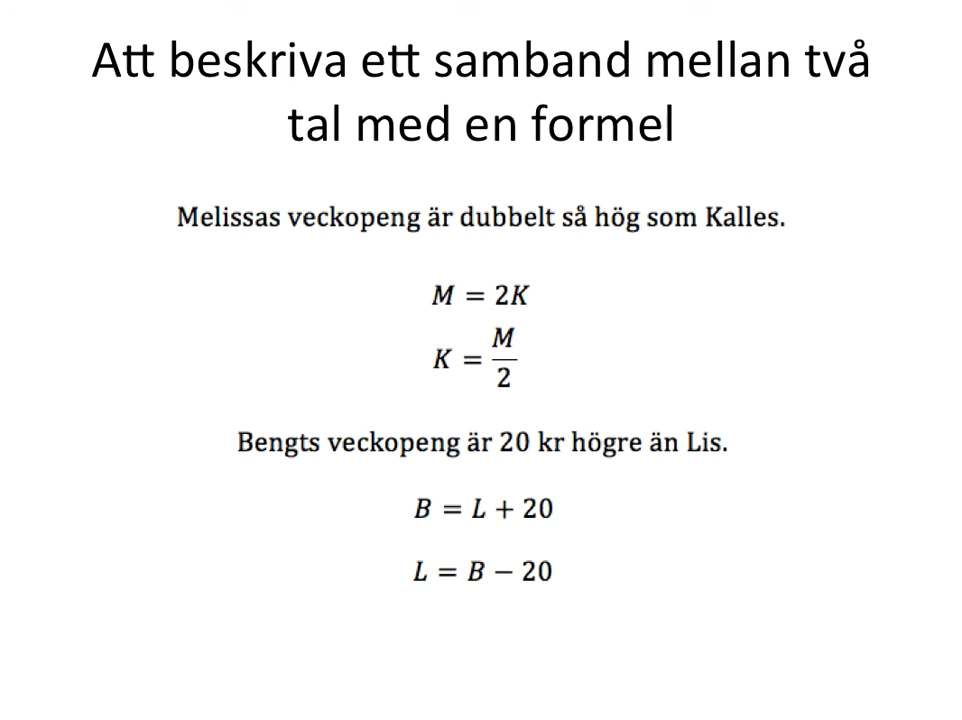 Att beskriva ett samband mellan två
tal med en formel
Melissas veckopeng är dubbelt så hög som Kalles.
M = 2K
K = M/2
Bengts veckopeng är 20 kr högre än Lis.
B = L + 20
L = B − 20